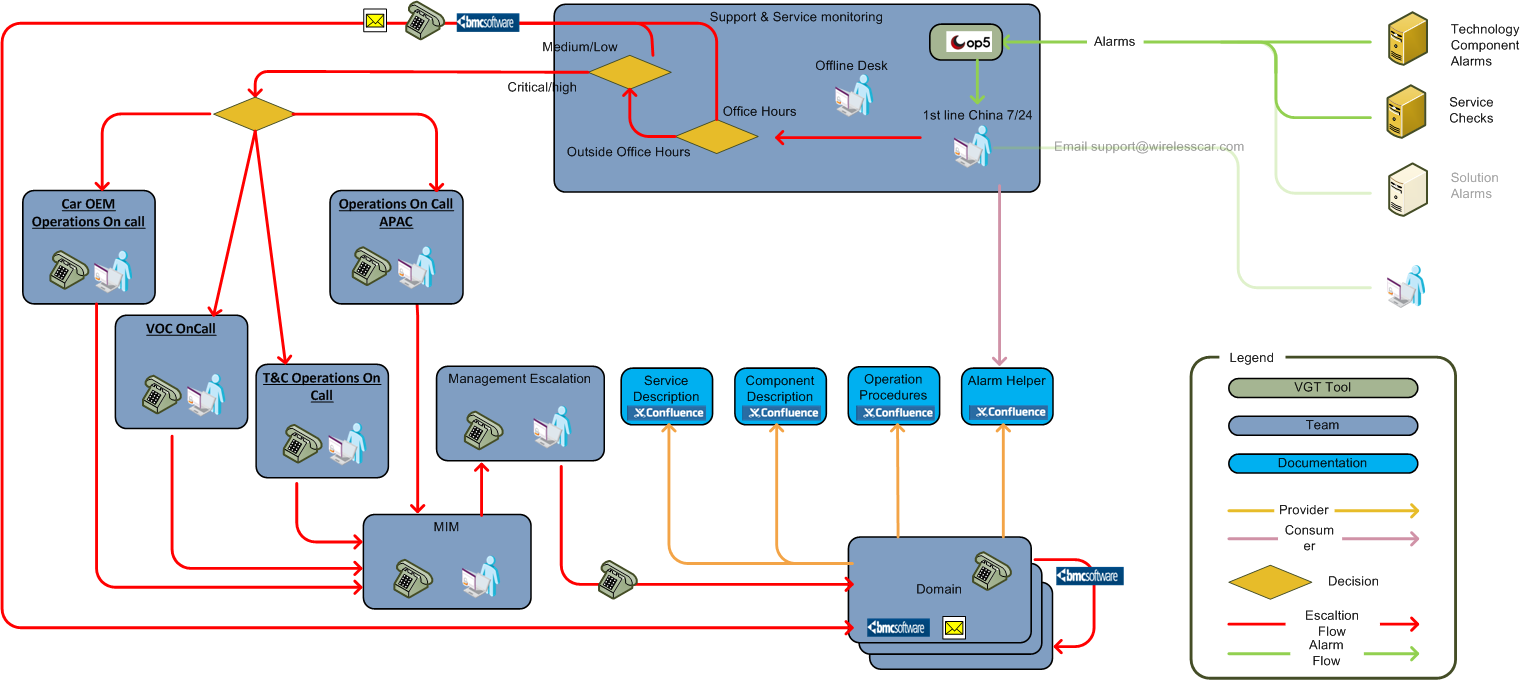 bmcsoftware
Support & Service monitoring
op5
Alarms
Technology
Component
Alarms
Medium/Low
Offline Desk
Critical/high
Service
Checks
Office Hours
1st line China 7/24
Outside Office Hours
Email support@wirelesscar.com
Solution
Alarms
Car OEM
Operations On call
Operations On Call
APAC
VOC OnCall
T&C Operations On
Call
Management Escalation
Service
Description
Confluence
Component
Description
Confluence
Operation
Procedures
Confluence
Alarm Helper
Confluence
MIM
Domain
bmcsoftware
bmcsoftware
Legend
VGT Tool
Team
Documentation
Provider
Consum
er
Decision
Escaltion
Flow
Alarm
Flow